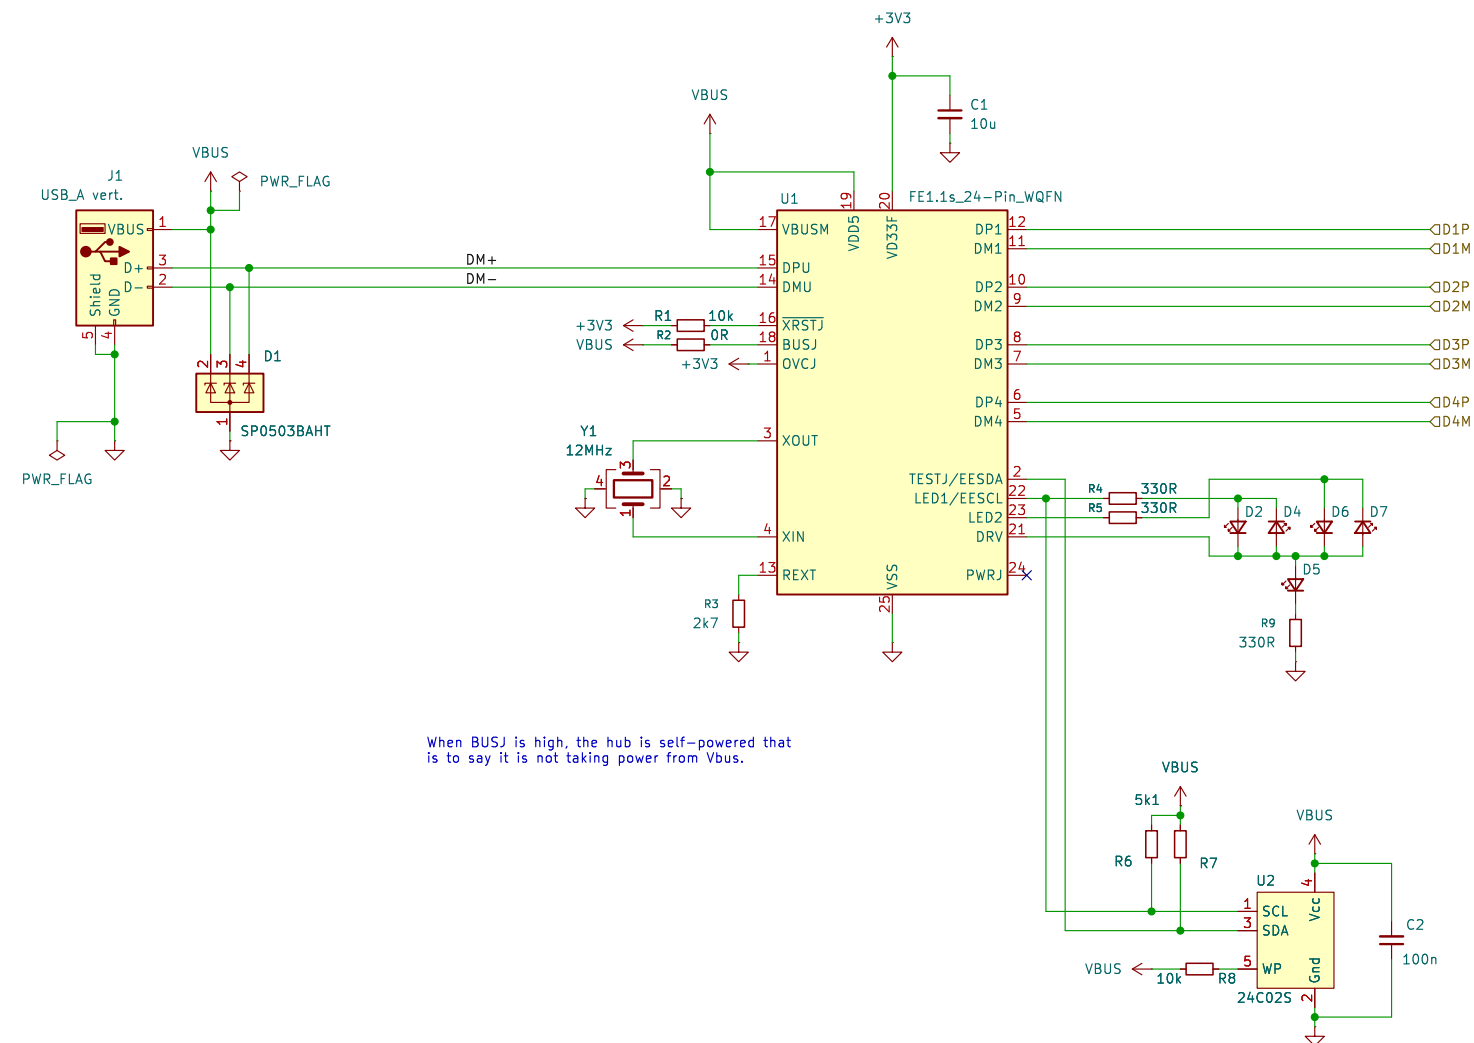 +3V3
C1
10u
VBUS
VBUS
PWR_FLAG
J1
USB_A vert.
VBUS 1
D+ 3
D- 2
Shield
GND
5
4
PWR_FLAG
2
3
4
D1
1
SP0503BAHT
DM+
DM-
U1
FE1.1s_24-Pin_WQFN
19
20
VDD5
VD33F
17 VBUSM
15 DPU
14 DMU
+3V3 R1 10k 16 XRSTJ
VBUS R2 0R 18 BUSJ
+3V3 1 OVCJ
Y1
12MHz
3
4
2
1
3 XOUT
4 XIN
13 REXT
R3
2k7
VSS
25
DP1 12 D1P
DM1 11 D1M
DP2 10 D2P
DM2 9 D2M
DP3 8 D3P
DM3 7 D3M
DP4 6 D4P
DM4 5 D4M
TESTJ/EESDA 2
LED1/EESCL 22 R4 330R
LED2 23 R5 330R
DRV 21
PWRJ 24
D2 D4 D6 D7
D5
R9
330R
When BUSJ is high, the hub is self-powered that
is to say it is not taking power from Vbus.
VBUS
5k1
R6
R7
VBUS
U2
4
Vcc
1 SCL
3 SDA
5 WP
Gnd
2
24C02S
VBUS
10k R8
C2
100n